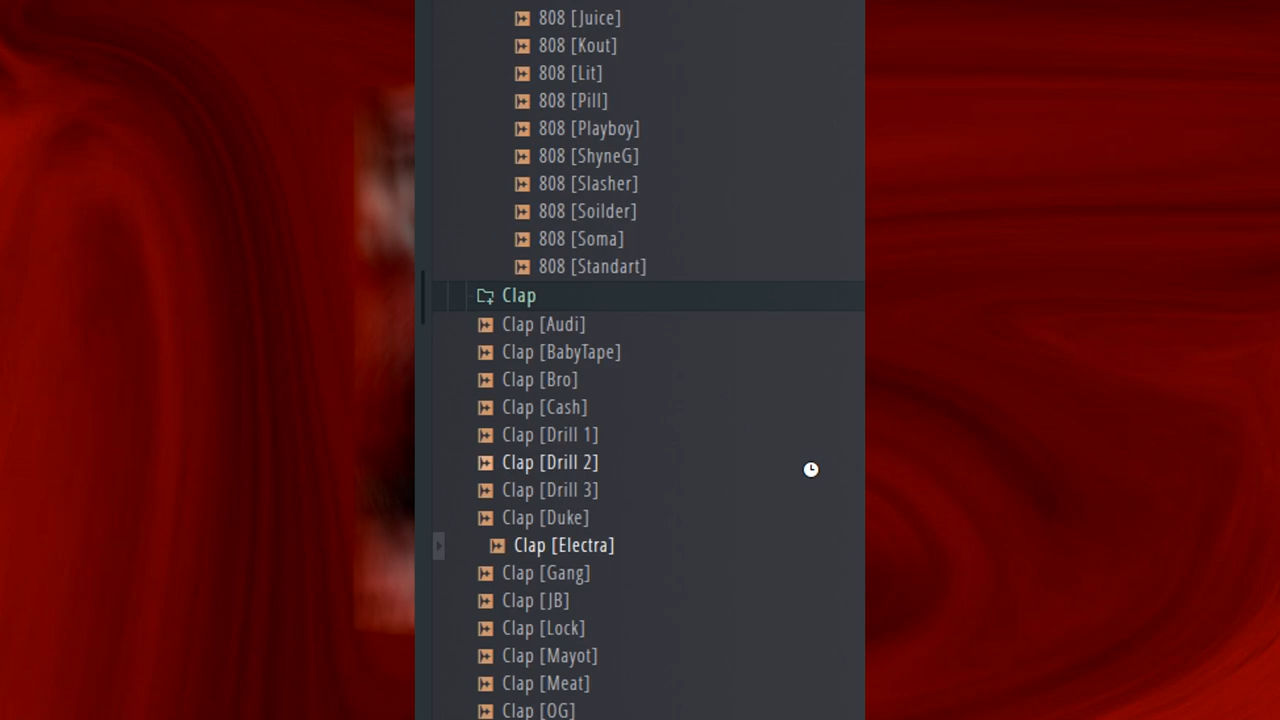 808 [Juice]
808 [Kout]
808 [Lit]
808 [Pill]
808 [Playboy]
808 [ShyneG]
808 [Slasher]
808 [Soilder]
808 [Soma]
808 [Standart]
Clap
Clap [Audi]
Clap [BabyTape]
Clap [Bro]
Clap [Cash]
Clap [Drill 1]
Clap [Drill 2]
Clap [Drill 3]
Clap [Duke]
Clap [Electra]
Clap [Gang]
Clap [JB]
Clap [Lock]
Clap [Mayot]
Clap [Meat]
Clap [OG]